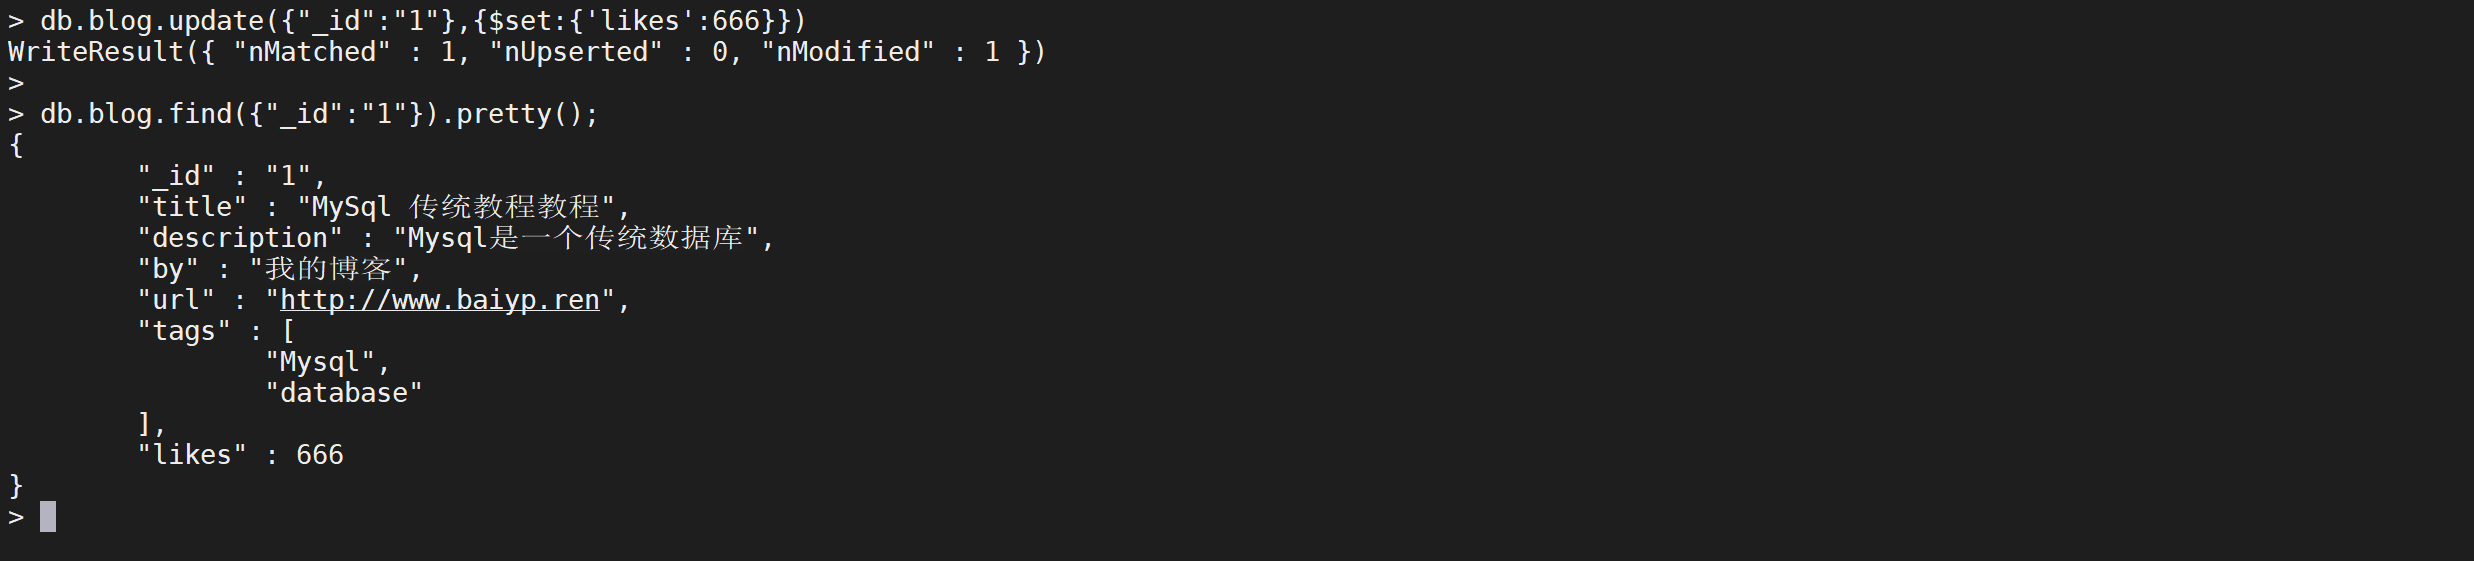 > db.blog.update({"_id":"1"},{$set:{'likes':666}})
WriteResult({ "nMatched" : 1, "nUpserted" : 0, "nModified" : 1 })
>
> db.blog.find({"_id":"1"}).pretty();
{
        "_id" : "1",
        "title" : "MySql 传统教程教程",
        "description" : "Mysql是一个传统数据库",
        "by" : "我的博客",
        "url" : "http://www.baiyp.ren",
        "tags" : [
                "Mysql",
                "database"
        ],
        "likes" : 666
}
>